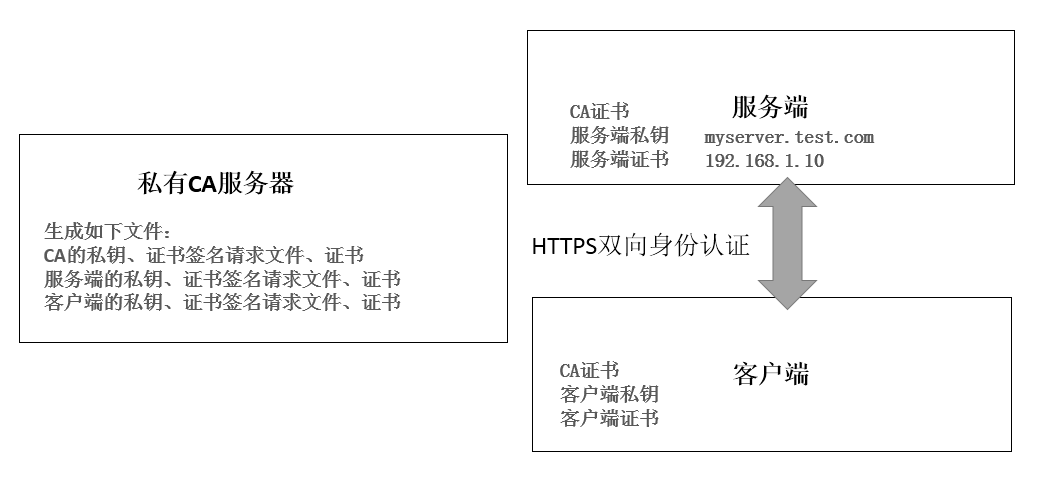 私有CA服务器
生成如下文件：
CA的私钥、证书签名请求文件、证书
服务端的私钥、证书签名请求文件、证书
客户端的私钥、证书签名请求文件、证书
服务端
CA证书
服务端私钥 myserver.test.com
服务端证书 192.168.1.10
HTTPS双向身份认证
客户端
CA证书
客户端私钥
客户端证书